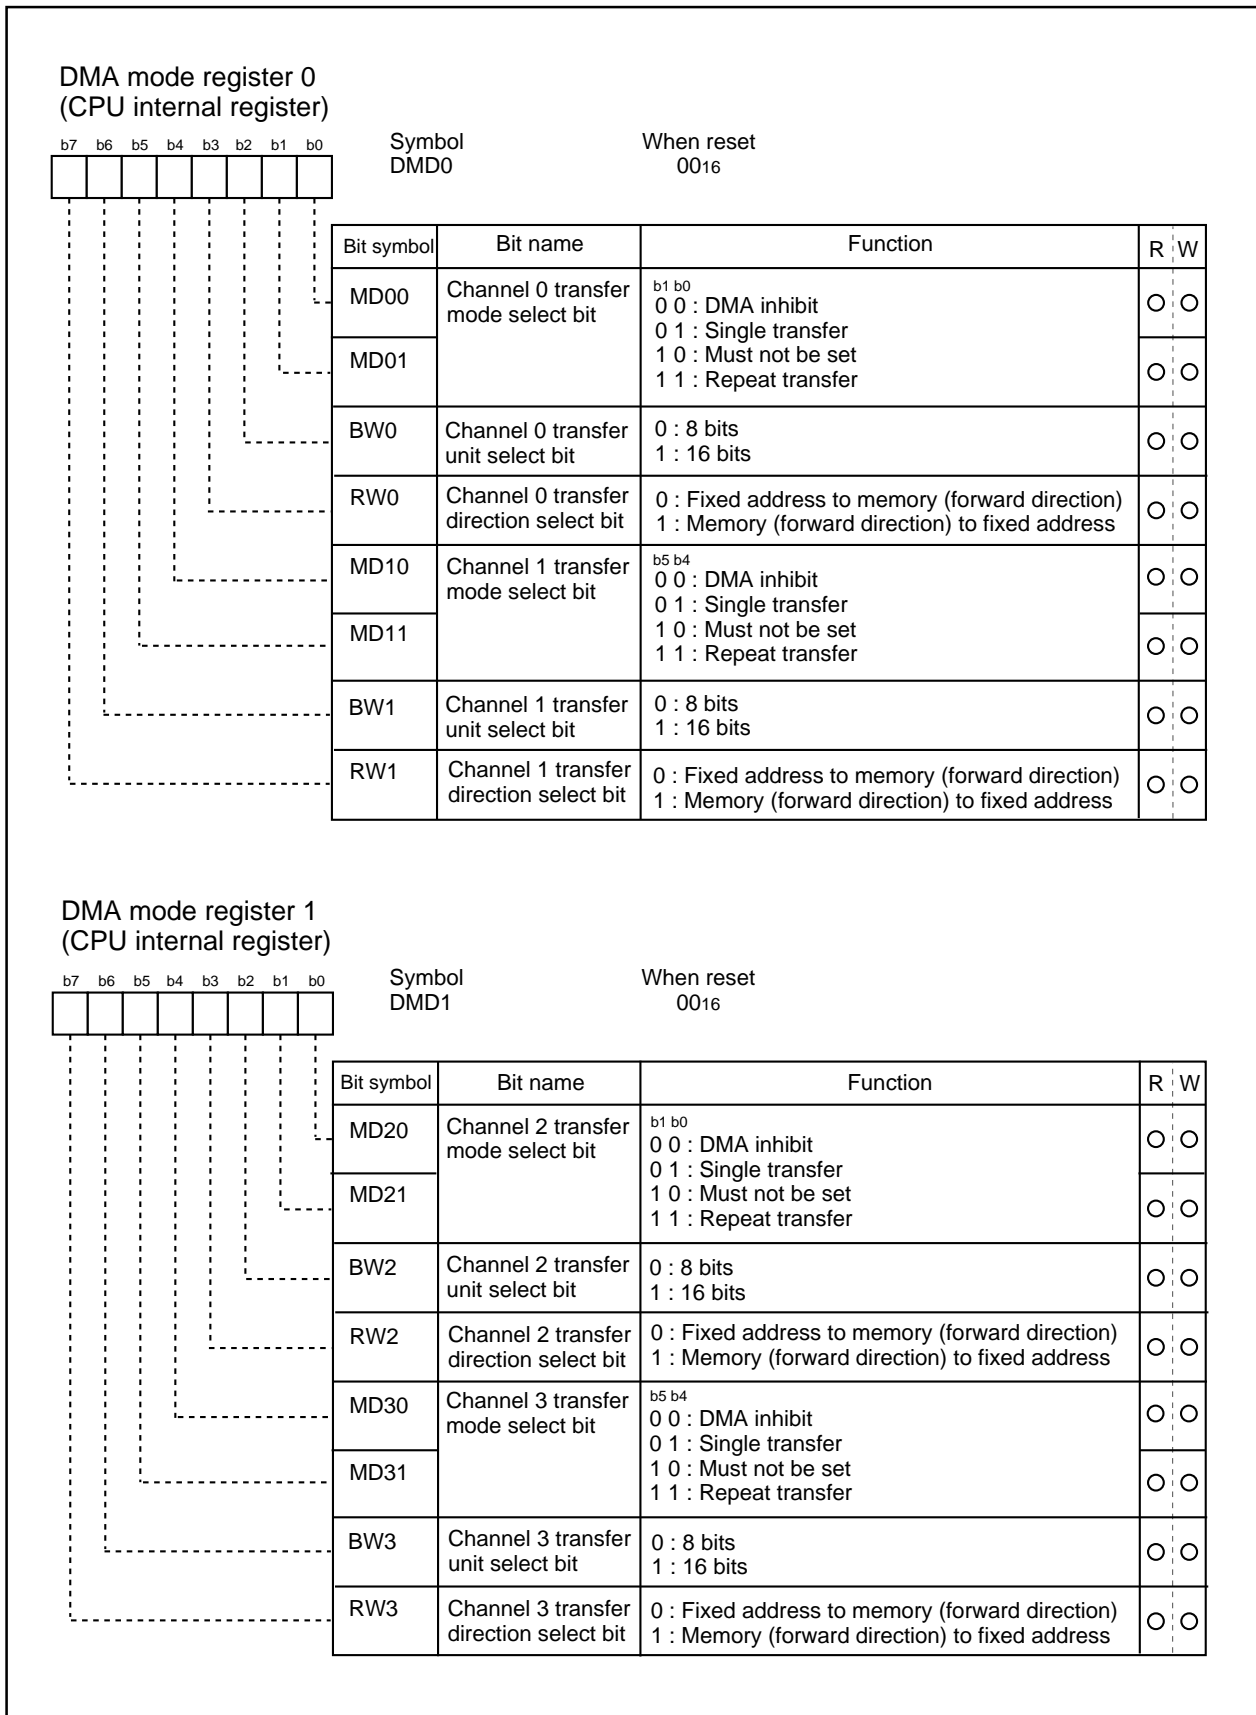 DMA mode register 0
(CPU internal register)
b7 b6 b5 b4 b3 b2 b1 b0
Symbol When reset
DMD0 0016
Bit symbol Bit name Function R W
MD00 Channel 0 transfer mode select bit
b1 b0
0 0 : DMA inhibit
0 1 : Single transfer
1 0 : Must not be set
1 1 : Repeat transfer
MD01
BW0 Channel 0 transfer unit select bit
0 : 8 bits
1 : 16 bits
RW0 Channel 0 transfer direction select bit
0 : Fixed address to memory (forward direction)
1 : Memory (forward direction) to fixed address
MD10 Channel 1 transfer mode select bit
b5 b4
0 0 : DMA inhibit
0 1 : Single transfer
1 0 : Must not be set
1 1 : Repeat transfer
MD11
BW1 Channel 1 transfer unit select bit
0 : 8 bits
1 : 16 bits
RW1 Channel 1 transfer direction select bit
0 : Fixed address to memory (forward direction)
1 : Memory (forward direction) to fixed address
DMA mode register 1
(CPU internal register)
b7 b6 b5 b4 b3 b2 b1 b0
Symbol When reset
DMD1 0016
Bit symbol Bit name Function R W
MD20 Channel 2 transfer mode select bit
b1 b0
0 0 : DMA inhibit
0 1 : Single transfer
1 0 : Must not be set
1 1 : Repeat transfer
MD21
BW2 Channel 2 transfer unit select bit
0 : 8 bits
1 : 16 bits
RW2 Channel 2 transfer direction select bit
0 : Fixed address to memory (forward direction)
1 : Memory (forward direction) to fixed address
MD30 Channel 3 transfer mode select bit
b5 b4
0 0 : DMA inhibit
0 1 : Single transfer
1 0 : Must not be set
1 1 : Repeat transfer
MD31
BW3 Channel 3 transfer unit select bit
0 : 8 bits
1 : 16 bits
RW3 Channel 3 transfer direction select bit
0 : Fixed address to memory (forward direction)
1 : Memory (forward direction) to fixed address